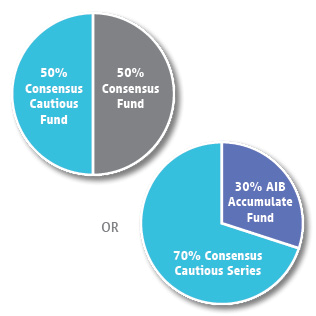 50%
Consensus
Cautious
Fund
50%
Consensus
Fund
OR
30% AIB
Accumulate
Fund
70% Consensus
Cautious Series